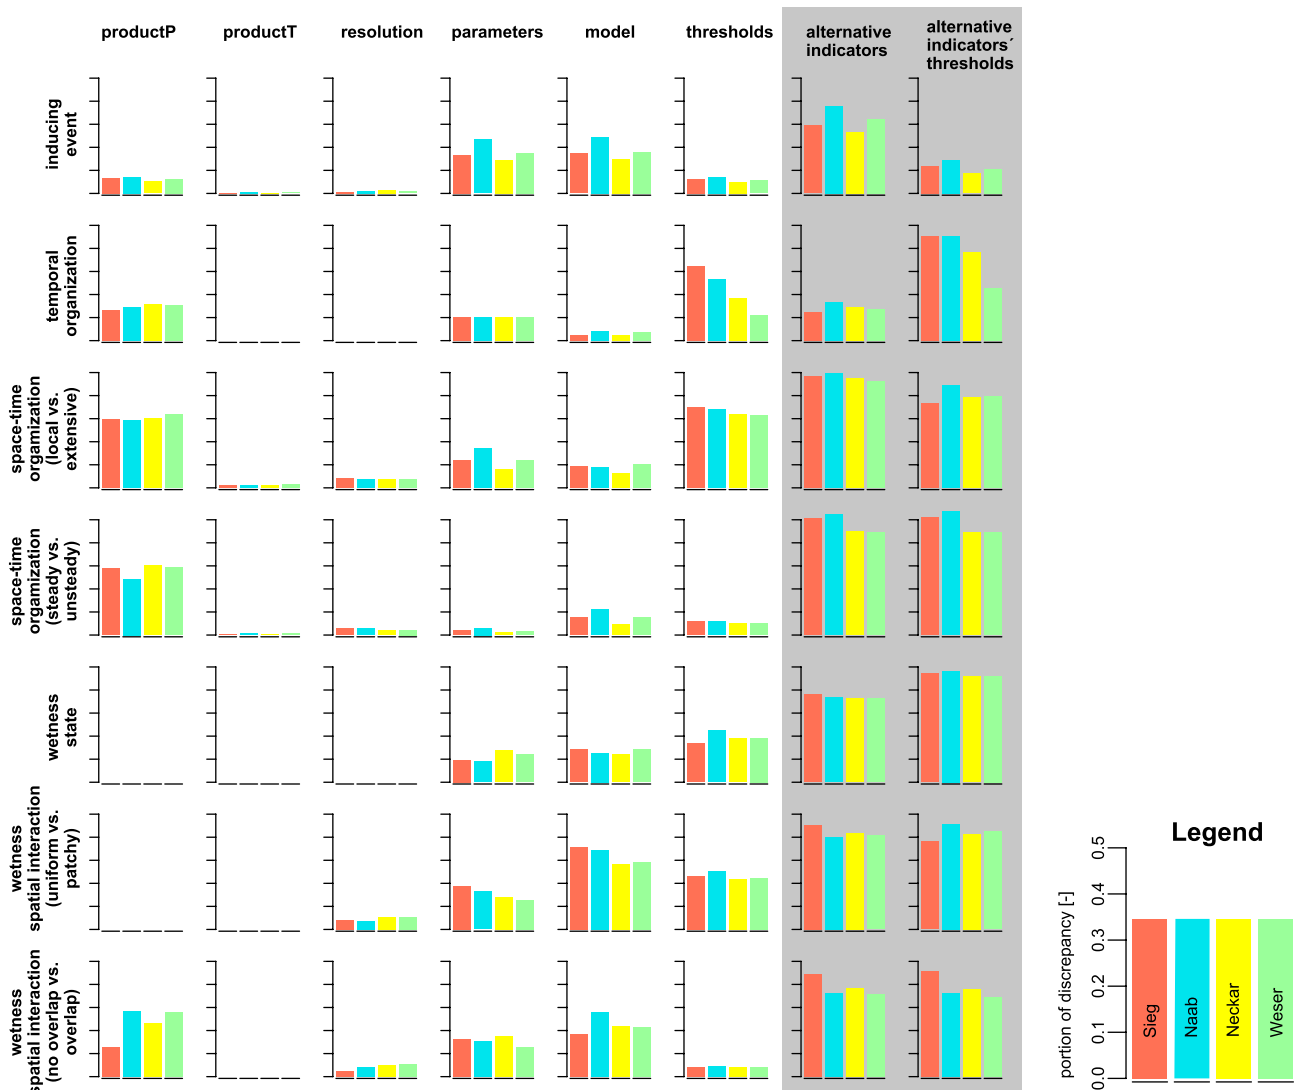 productP
productT
resolution
parameters
model
thresholds
alternative
indicators
alternative
indicators´
thresholds
inducing
event
temporal
organization
space-time
orgamization
(local vs.
extensive)
space-time
organization
(steady vs.
unsteady)
wetness
state
wetness
spatial interaction
(uniform vs.
patchy)
wetness
spatial interaction
(no overlap vs.
overlap)
Legend
portion of discrepancy [-]
0.5
0.4
0.3
0.2
0.1
0.0
Sieg
Naab
Neckar
Weser